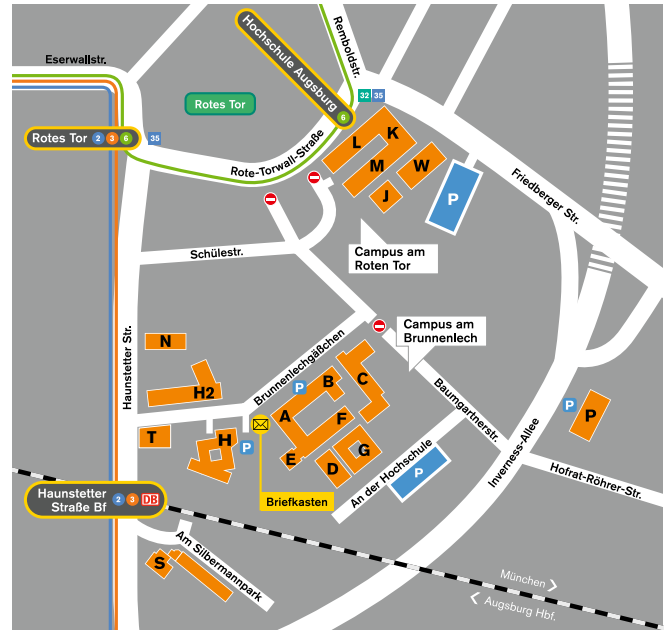 Eserwallstr.
Remboldstr.
Hochschule Augsburg
6
Rotes Tor
32 35
Rotes Tor 2 3 6
35
Rote-Torwall-Straße
K
L
M
W
J
P
Friedberger Str.
Schülestr.
Campus am
Roten Tor
Campus am
Brunnenlech
Haunstetter Str.
N
H2
Brunnenlechgäßchen
P
B
C
A
F
P
P
T
H
P
E
D
G
Baumgartnerstr.
An der Hochschule
P
Inverness-Allee
Hofrat-Röhrer-Str.
Briefkasten
Haunstetter
Straße Bf
2 3 DB
Am Silbermannpark
S
München
Augsburg Hbf.